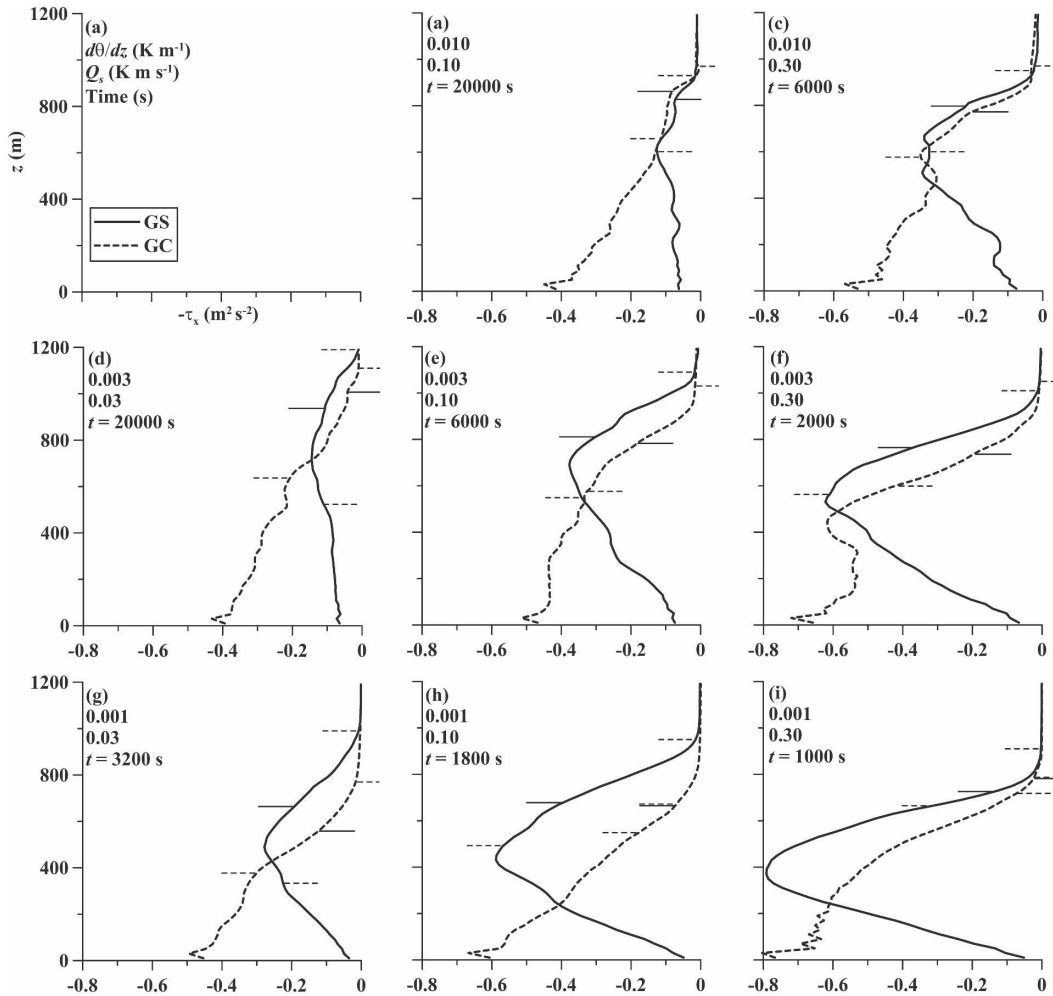 (a)
dθ/dz (K m⁻¹)
Qs (K m s⁻¹)
Time (s)
GS
GC
z (m)
1200
800
400
0
-τx (m² s⁻²)
(a)
0.010
0.10
t = 20000 s
-0.8 -0.6 -0.4 -0.2 0
(c)
0.010
0.30
t = 6000 s
-0.8 -0.6 -0.4 -0.2 0
1200
800
400
0
(d)
0.003
0.03
t = 20000 s
-0.8 -0.6 -0.4 -0.2 0
(e)
0.003
0.10
t = 6000 s
-0.8 -0.6 -0.4 -0.2 0
(f)
0.003
0.30
t = 2000 s
-0.8 -0.6 -0.4 -0.2 0
1200
800
400
0
(g)
0.001
0.03
t = 3200 s
-0.8 -0.6 -0.4 -0.2 0
(h)
0.001
0.10
t = 1800 s
-0.8 -0.6 -0.4 -0.2 0
(i)
0.001
0.30
t = 1000 s
-0.8 -0.6 -0.4 -0.2 0